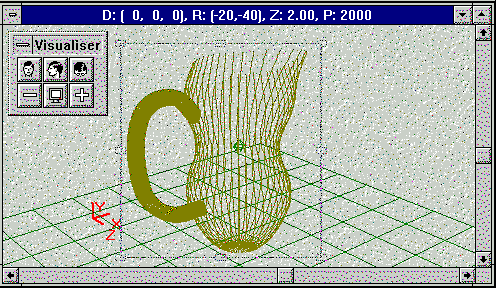 D: ( 0, 0, 0), R: (-20,-40), Z: 2.00, P: 2000
Visualiser
Y
X
Z